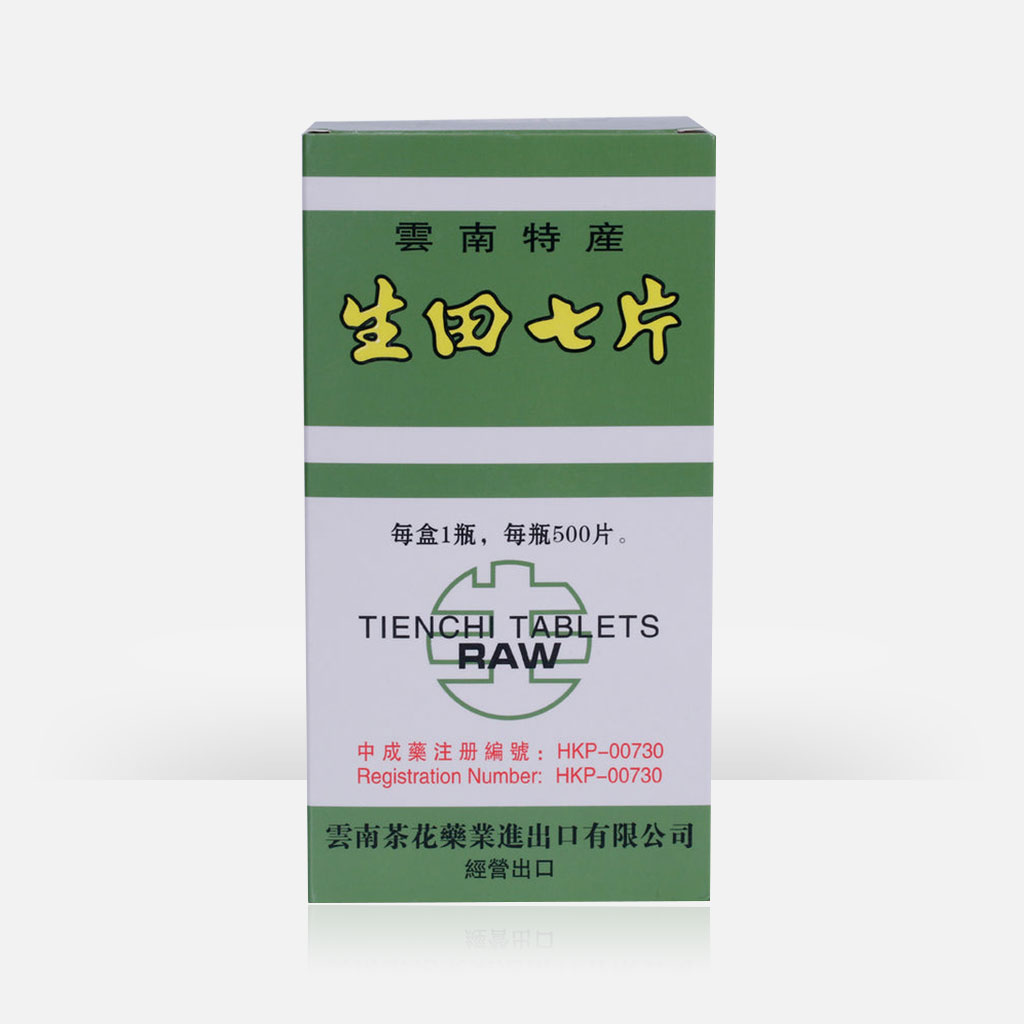 雲南特産
生田七片
每盒1瓶，每瓶500片。
TIENCHI TABLETS
RAW
中成藥注册編號：HKP-00730
Registration Number: HKP-00730
雲南茶花藥業進出口有限公司
經營出口